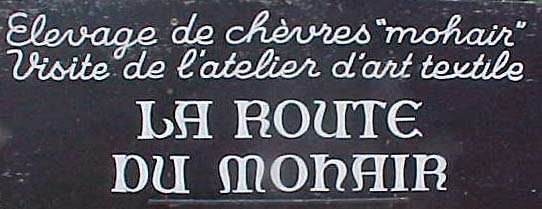 Elevage de chèvres "mohair"
Visite de l'atelier d'art textile
LA ROUTE
DU MOHAIR